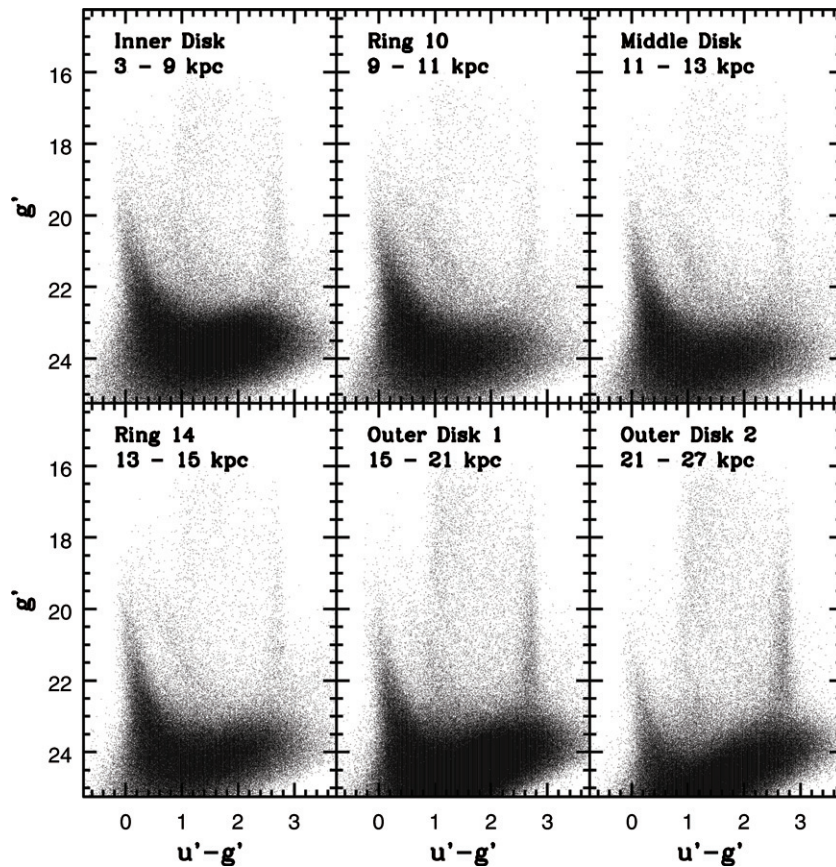 Inner Disk
3 - 9 kpc
Ring 10
9 - 11 kpc
Middle Disk
11 - 13 kpc
16
18
20
22
24
g'
Ring 14
13 - 15 kpc
Outer Disk 1
15 - 21 kpc
Outer Disk 2
21 - 27 kpc
16
18
20
22
24
g'
0 1 2 3
0 1 2 3
0 1 2 3
u'-g'
u'-g'
u'-g'